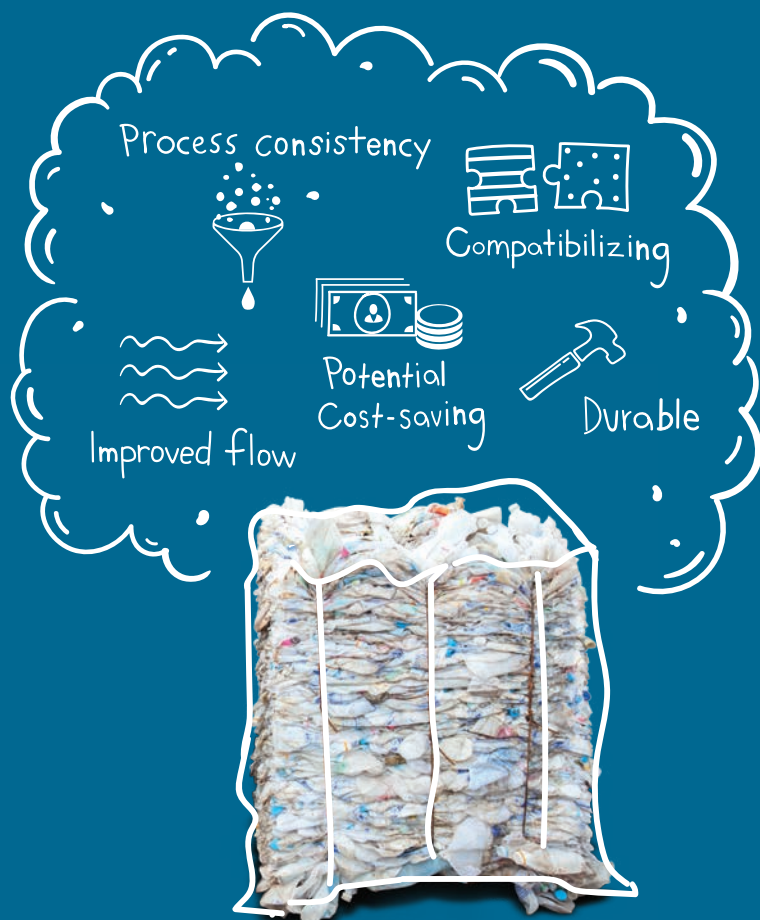 Process consistency
Compatibilizing
Potential
Cost-saving
Durable
Improved flow